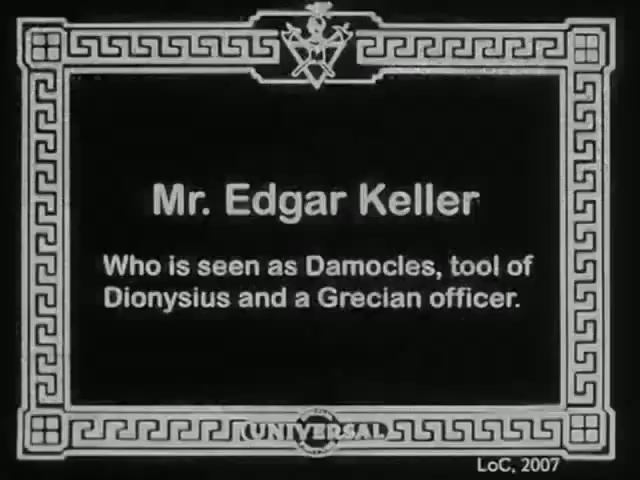 Mr. Edgar Keller
Who is seen as Damocles, tool of
Dionysius and a Grecian officer.
UNIVERSAL
LoC, 2007